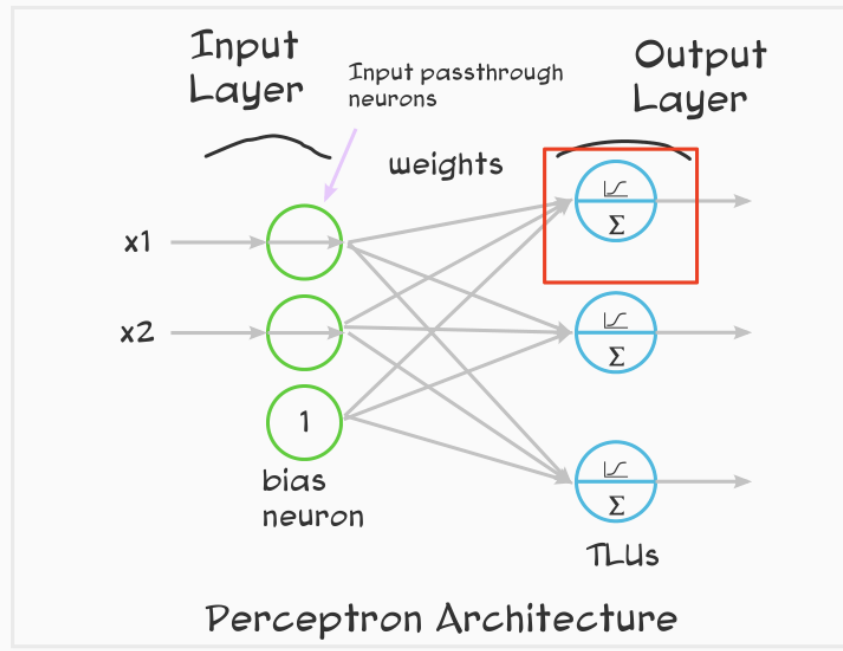 Input
Layer
Input passthrough
neurons
Output
Layer
weights
x1
x2
1
bias
neuron
Σ
Σ
Σ
TLUs
Perceptron Architecture